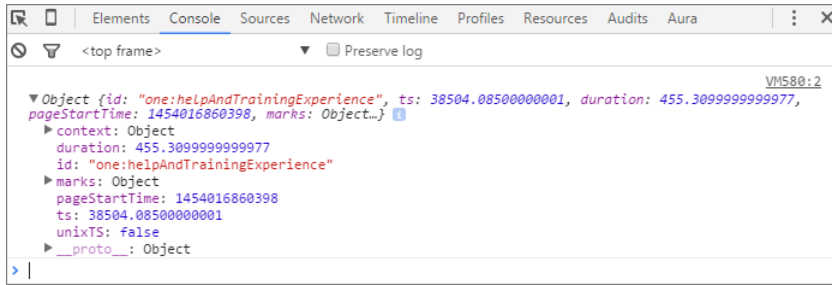 Elements Console Sources Network Timeline Profiles Resources Audits Aura
<top frame> Preserve log
VM580:2
Object {id: "one:helpAndTrainingExperience", ts: 38504.08500000001, duration: 455.3099999999977,
pageStartTime: 1454016860398, marks: Object…}
context: Object
duration: 455.3099999999977
id: "one:helpAndTrainingExperience"
marks: Object
pageStartTime: 1454016860398
ts: 38504.08500000001
unixTS: false
__proto__: Object
>